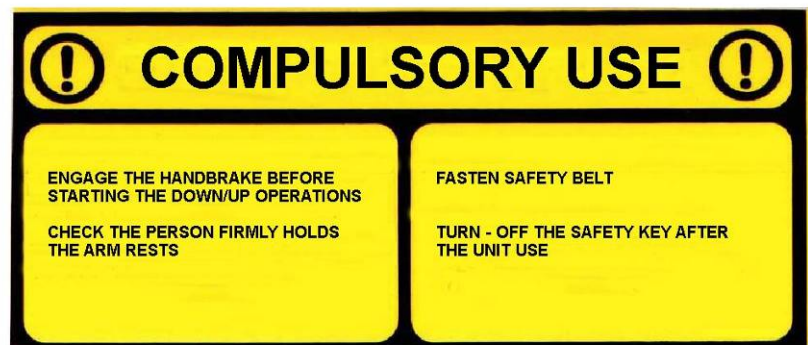 COMPULSORY USE
ENGAGE THE HANDBRAKE BEFORE
STARTING THE DOWN/UP OPERATIONS
CHECK THE PERSON FIRMLY HOLDS
THE ARM RESTS
FASTEN SAFETY BELT
TURN - OFF THE SAFETY KEY AFTER
THE UNIT USE